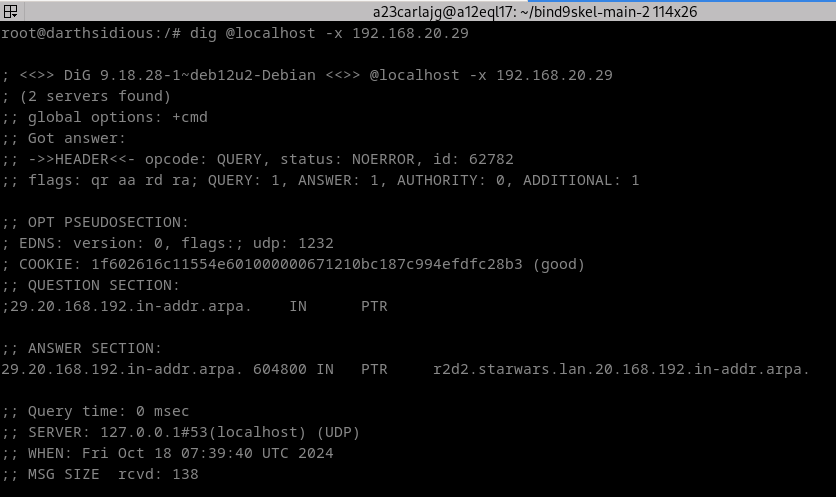 a23carlajg@a12eql17: ~/bind9skel-main-2 114x26
root@darthsidious:/# dig @localhost -x 192.168.20.29

; <<>> DiG 9.18.28-1~deb12u2-Debian <<>> @localhost -x 192.168.20.29
; (2 servers found)
;; global options: +cmd
;; Got answer:
;; ->>HEADER<<- opcode: QUERY, status: NOERROR, id: 62782
;; flags: qr aa rd ra; QUERY: 1, ANSWER: 1, AUTHORITY: 0, ADDITIONAL: 1

;; OPT PSEUDOSECTION:
; EDNS: version: 0, flags:; udp: 1232
; COOKIE: 1f602616c11554e601000000671210bc187c994efdfc28b3 (good)
;; QUESTION SECTION:
;29.20.168.192.in-addr.arpa.    IN      PTR

;; ANSWER SECTION:
29.20.168.192.in-addr.arpa. 604800 IN   PTR     r2d2.starwars.lan.20.168.192.in-addr.arpa.

;; Query time: 0 msec
;; SERVER: 127.0.0.1#53(localhost) (UDP)
;; WHEN: Fri Oct 18 07:39:40 UTC 2024
;; MSG SIZE  rcvd: 138